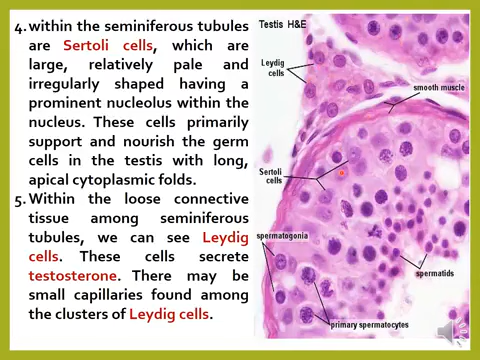 4. within the seminiferous tubules
are Sertoli cells, which are
large, relatively pale and
irregularly shaped having a
prominent nucleolus within the
nucleus. These cells primarily
support and nourish the germ
cells in the testis with long,
apical cytoplasmic folds.
5. Within the loose connective
tissue among seminiferous
tubules, we can see Leydig
cells. These cells secrete
testosterone. There may be
small capillaries found among
the clusters of Leydig cells.
Testis H&E
Leydig
cells
smooth muscle
Sertoli
cells
spermatogonia
spermatids
primary spermatocytes